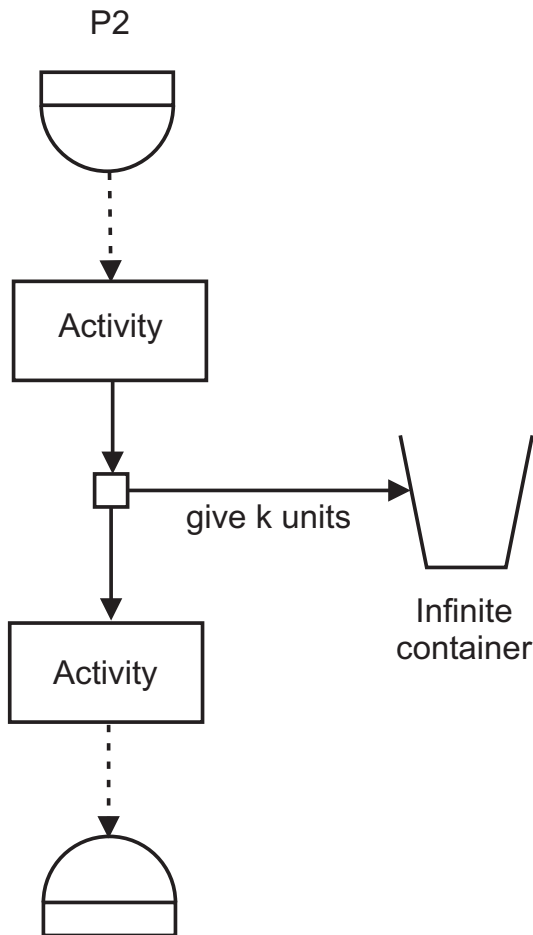 P2
Activity
give k units
Infinite
container
Activity